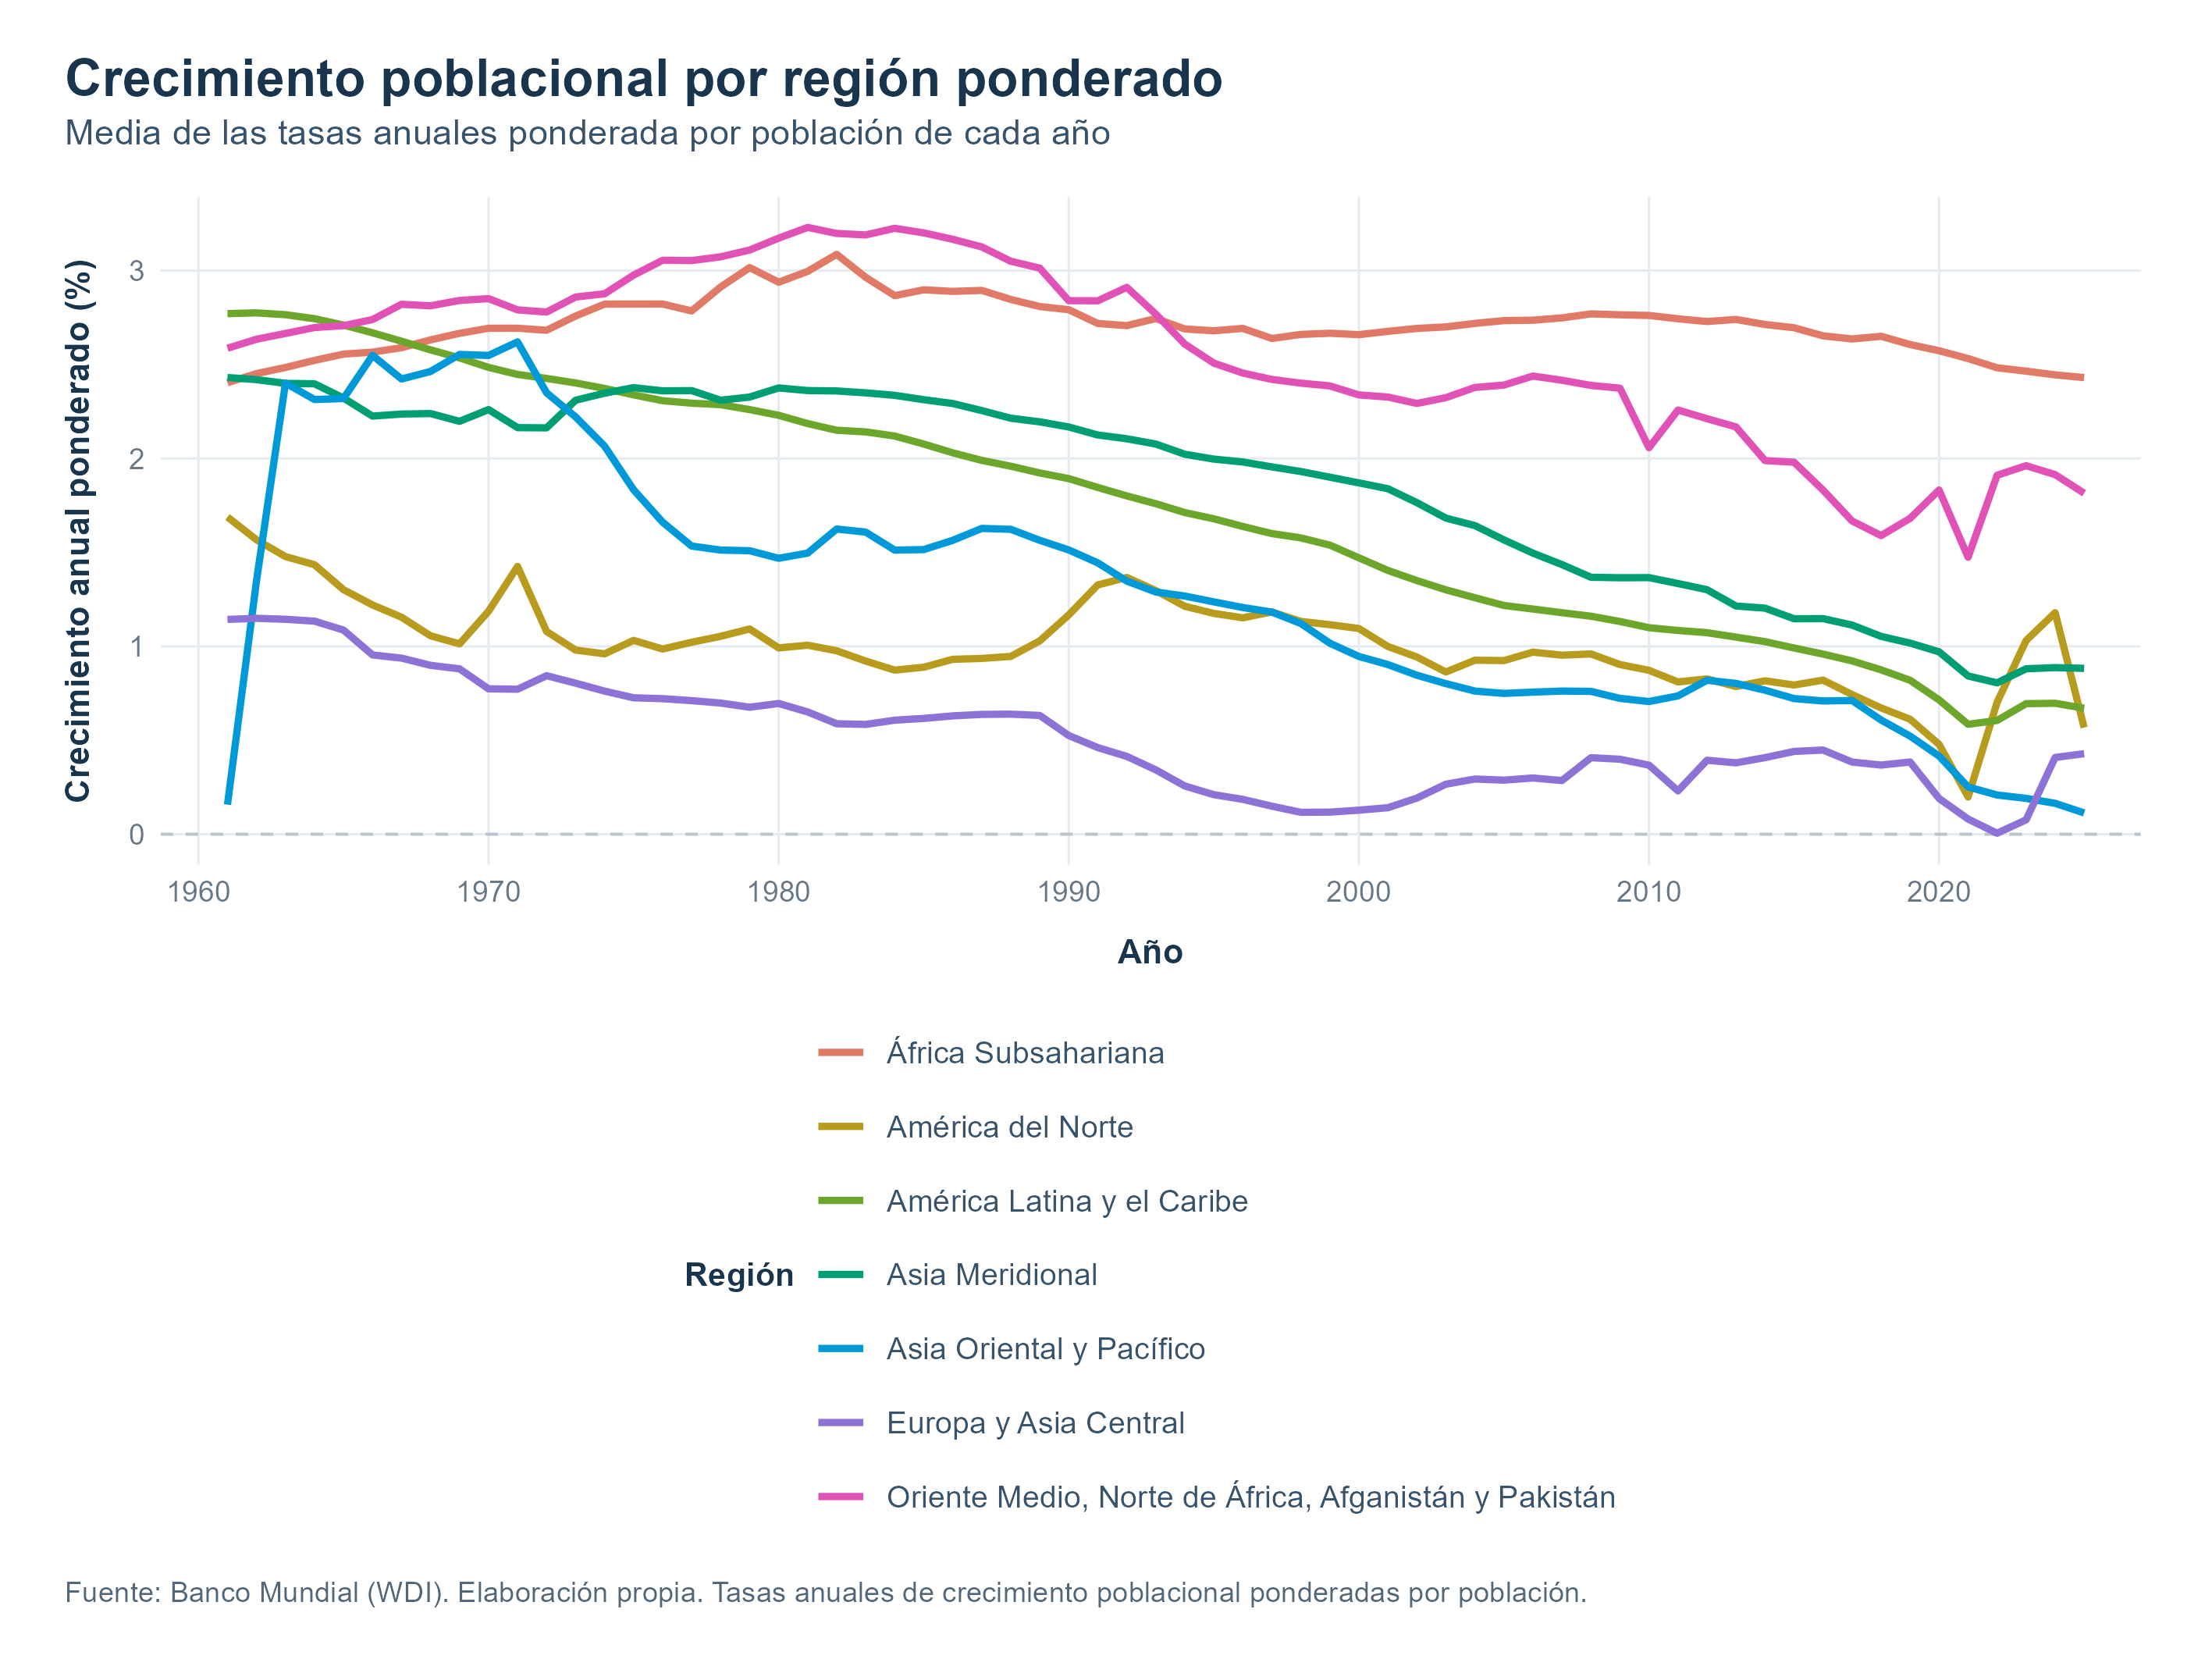 Crecimiento poblacional por región ponderado
Media de las tasas anuales ponderada por población de cada año
Crecimiento anual ponderado (%)
3
2
1
0
1960 1970 1980 1990 2000 2010 2020
Año
Región
África Subsahariana
América del Norte
América Latina y el Caribe
Asia Meridional
Asia Oriental y Pacífico
Europa y Asia Central
Oriente Medio, Norte de África, Afganistán y Pakistán
Fuente: Banco Mundial (WDI). Elaboración propia. Tasas anuales de crecimiento poblacional ponderadas por población.